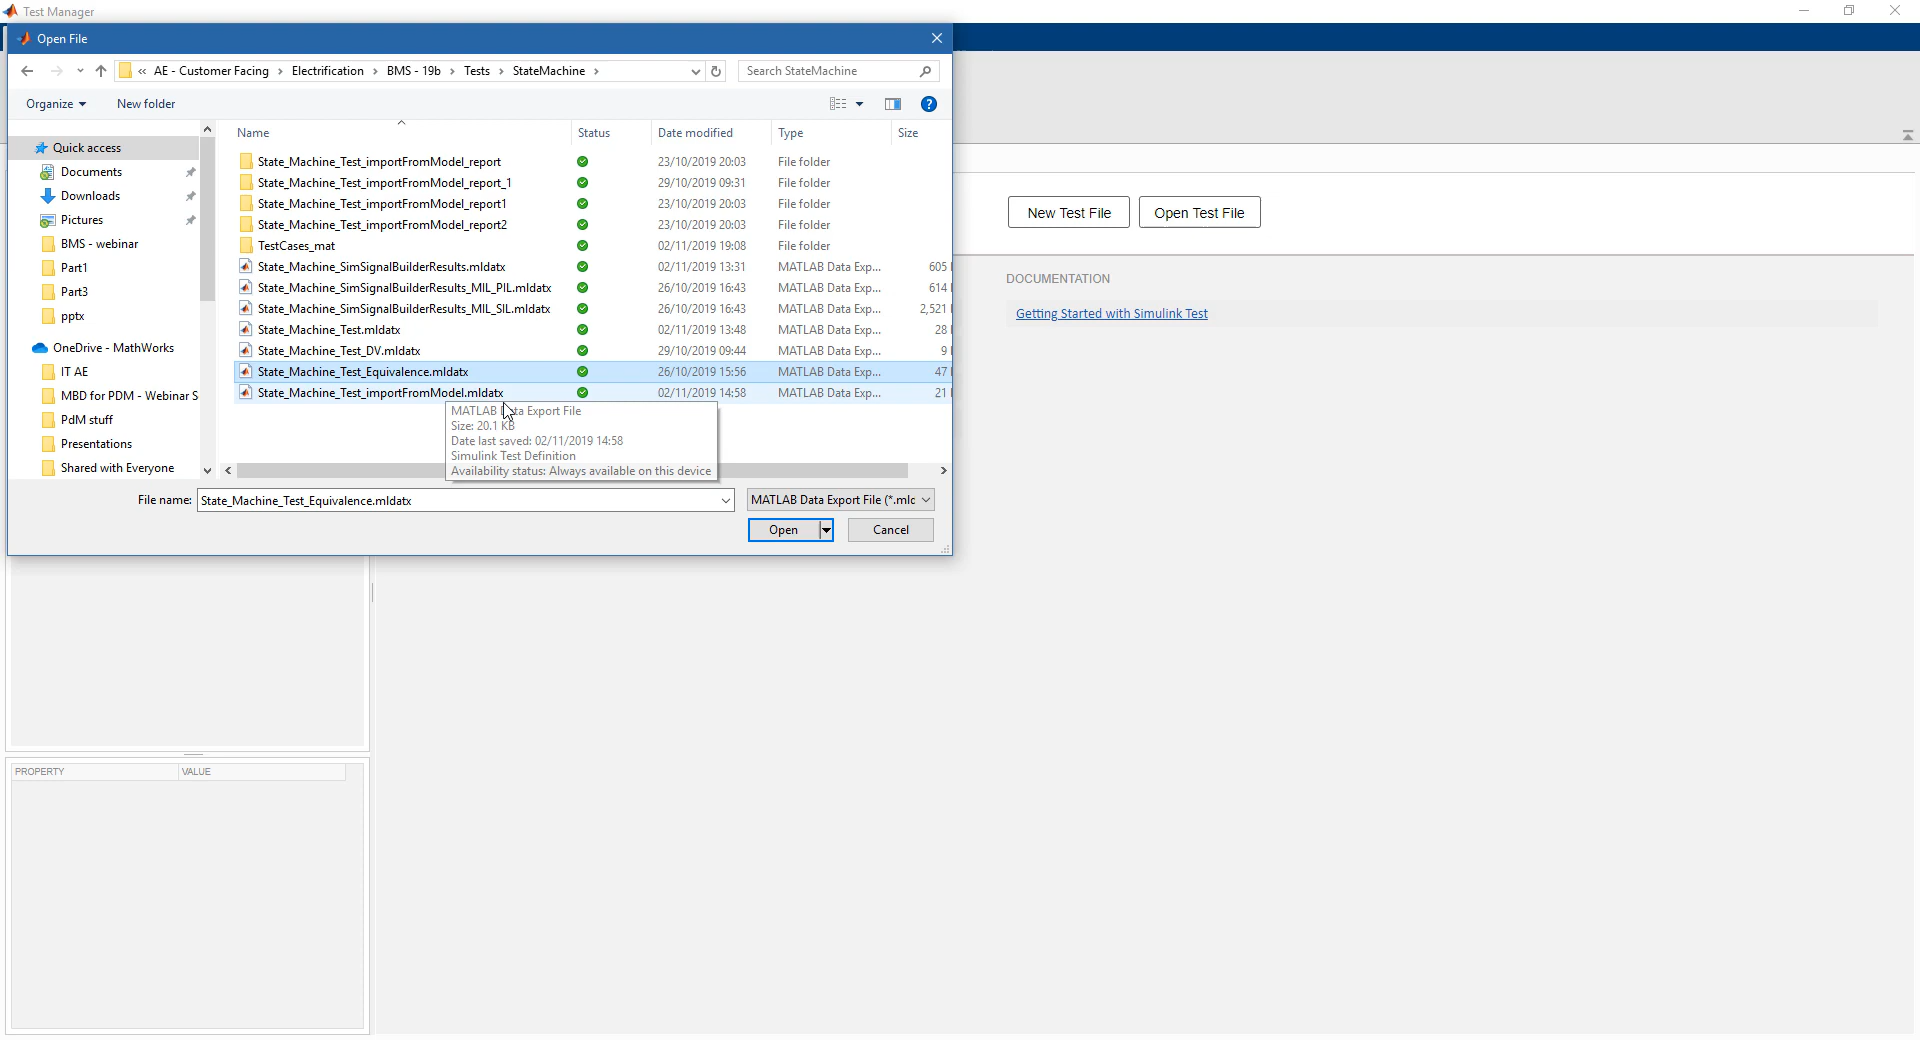 Test Manager
Open File
« AE - Customer Facing > Electrification > BMS - 19b > Tests > StateMachine >
Search StateMachine
Organize
New folder
Name Status Date modified Type Size
Quick access
Documents
Downloads
Pictures
BMS - webinar
Part1
Part3
pptx
OneDrive - MathWorks
IT AE
MBD for PDM - Webinar S
PdM stuff
Presentations
Shared with Everyone
State_Machine_Test_importFromModel_report 23/10/2019 20:03 File folder
State_Machine_Test_importFromModel_report_1 29/10/2019 09:31 File folder
State_Machine_Test_importFromModel_report1 23/10/2019 20:03 File folder
State_Machine_Test_importFromModel_report2 23/10/2019 20:03 File folder
TestCases_mat 02/11/2019 19:08 File folder
State_Machine_SimSignalBuilderResults.mldatx 02/11/2019 13:31 MATLAB Data Exp... 605
State_Machine_SimSignalBuilderResults_MIL_PIL.mldatx 26/10/2019 16:43 MATLAB Data Exp... 614
State_Machine_SimSignalBuilderResults_MIL_SIL.mldatx 26/10/2019 16:43 MATLAB Data Exp... 2,521
State_Machine_Test.mldatx 02/11/2019 13:48 MATLAB Data Exp... 28
State_Machine_Test_DV.mldatx 29/10/2019 09:44 MATLAB Data Exp... 9
State_Machine_Test_Equivalence.mldatx 26/10/2019 15:56 MATLAB Data Exp... 47
State_Machine_Test_importFromModel.mldatx 02/11/2019 14:58 MATLAB Data Exp... 21
MATLAB Data Export File
Size: 20.1 KB
Date last saved: 02/11/2019 14:58
Simulink Test Definition
Availability status: Always available on this device
File name: State_Machine_Test_Equivalence.mldatx
MATLAB Data Export File (*.mlc
Open
Cancel
New Test File
Open Test File
DOCUMENTATION
Getting Started with Simulink Test
PROPERTY VALUE